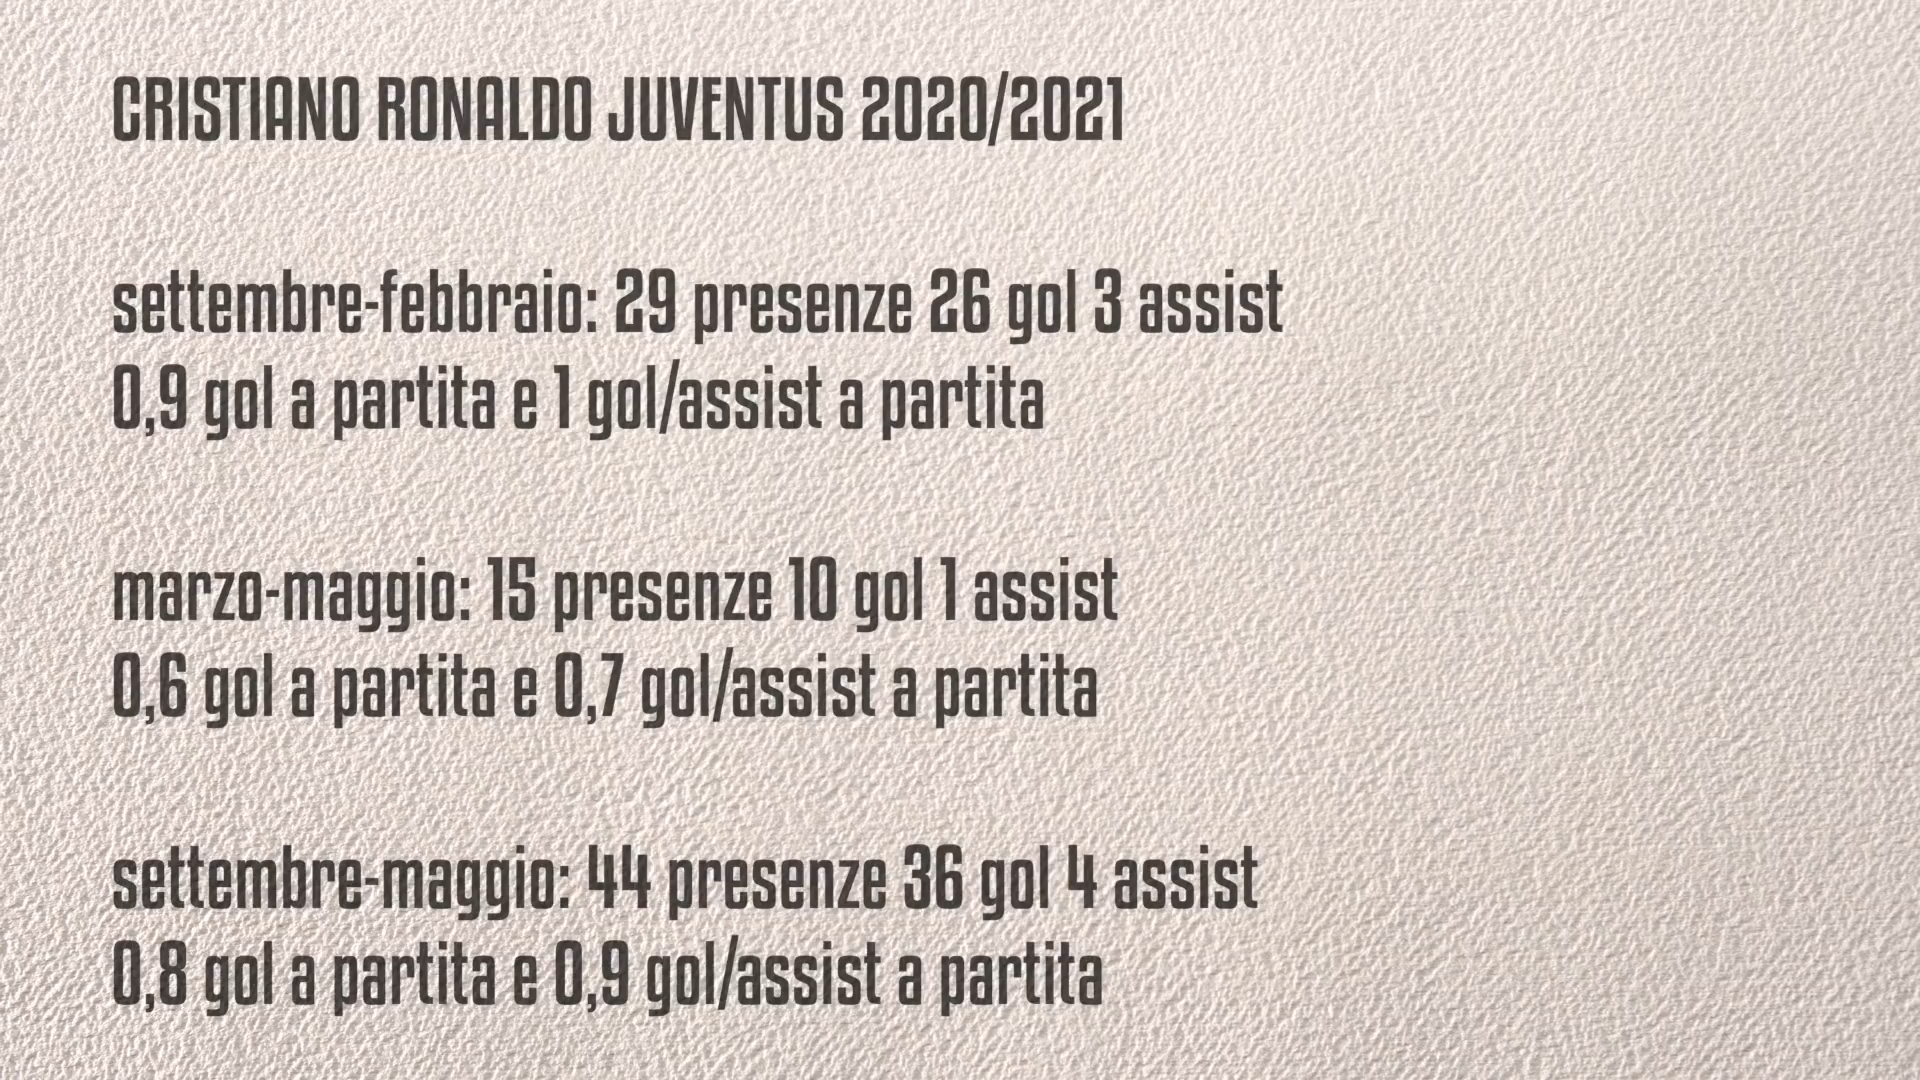 CRISTIANO RONALDO JUVENTUS 2020/2021
settembre-febbraio: 29 presenze 26 gol 3 assist
0,9 gol a partita e 1 gol/assist a partita
marzo-maggio: 15 presenze 10 gol 1 assist
0,6 gol a partita e 0,7 gol/assist a partita
settembre-maggio: 44 presenze 36 gol 4 assist
0,8 gol a partita e 0,9 gol/assist a partita